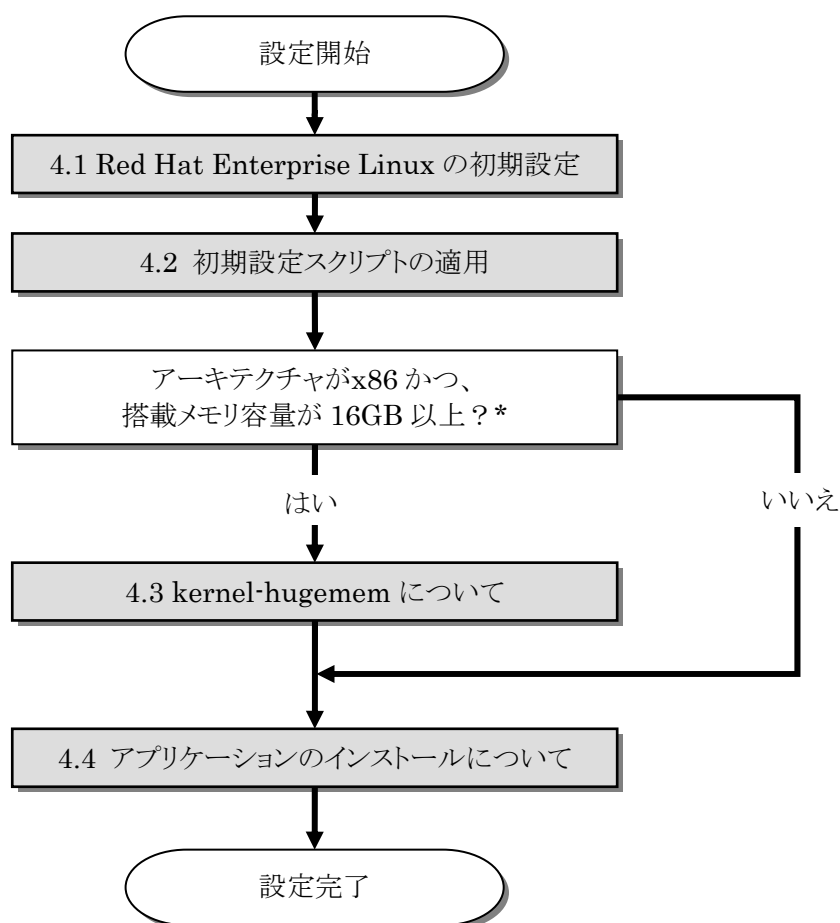 設定開始
4.1 Red Hat Enterprise Linux の初期設定
4.2 初期設定スクリプトの適用
アーキテクチャがx86 かつ、
搭載メモリ容量が 16GB 以上？*
はい
いいえ
4.3 kernel-hugemem について
4.4 アプリケーションのインストールについて
設定完了